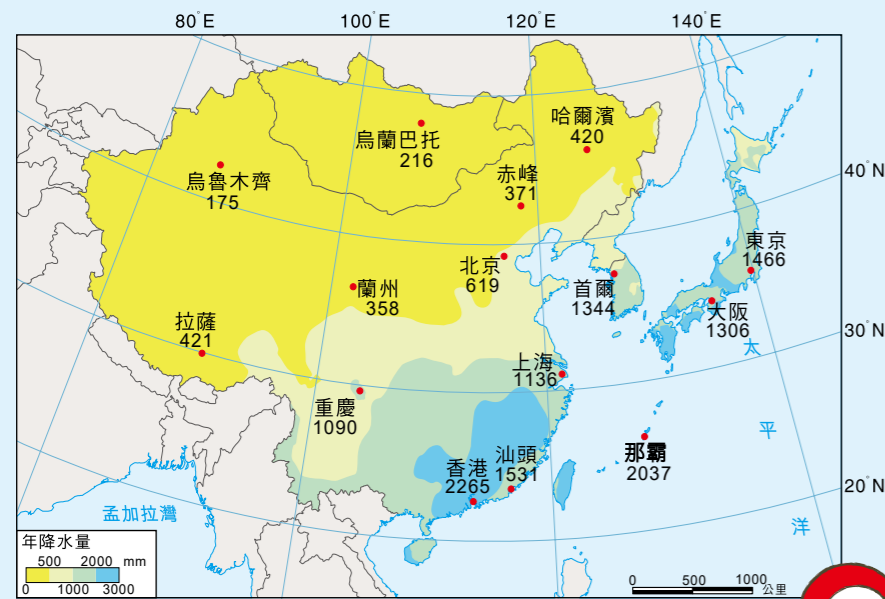 80°E 100°E 120°E 140°E
哈爾濱
420
烏蘭巴托
216
烏魯木齊
175
赤峰
371
40°N
東京
1466
北京
619
首爾
1344
蘭州
358
大阪
1306
拉薩
421
30°N
太
上海
1136
重慶
1090
平
那霸
2037
汕頭
1531
香港
2265
20°N
孟加拉灣
洋
年降水量
500 2000 mm
0 1000 3000
0 500 1000
公里